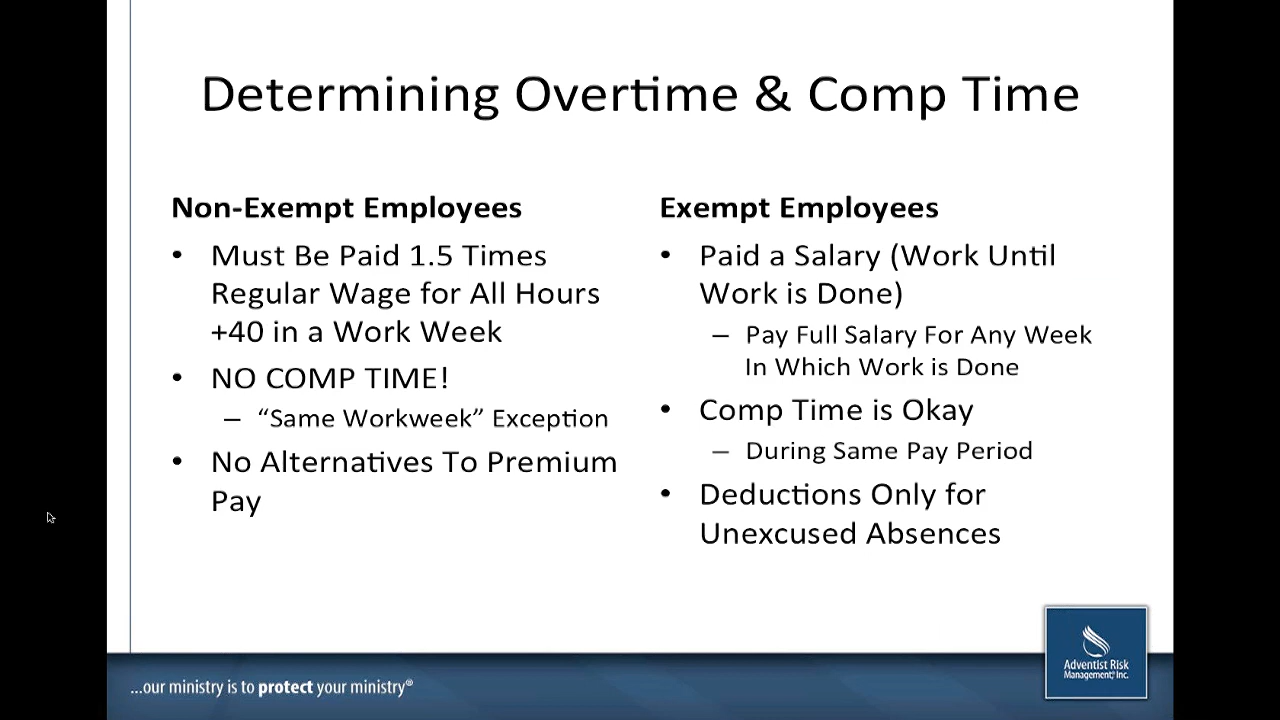 Determining Overtime & Comp Time
Non-Exempt Employees
• Must Be Paid 1.5 Times
Regular Wage for All Hours
+40 in a Work Week
• NO COMP TIME!
– “Same Workweek” Exception
• No Alternatives To Premium
Pay
Exempt Employees
• Paid a Salary (Work Until
Work is Done)
– Pay Full Salary For Any Week
In Which Work is Done
• Comp Time is Okay
– During Same Pay Period
• Deductions Only for
Unexcused Absences
...our ministry is to protect your ministry®
Adventist Risk
Management, Inc.